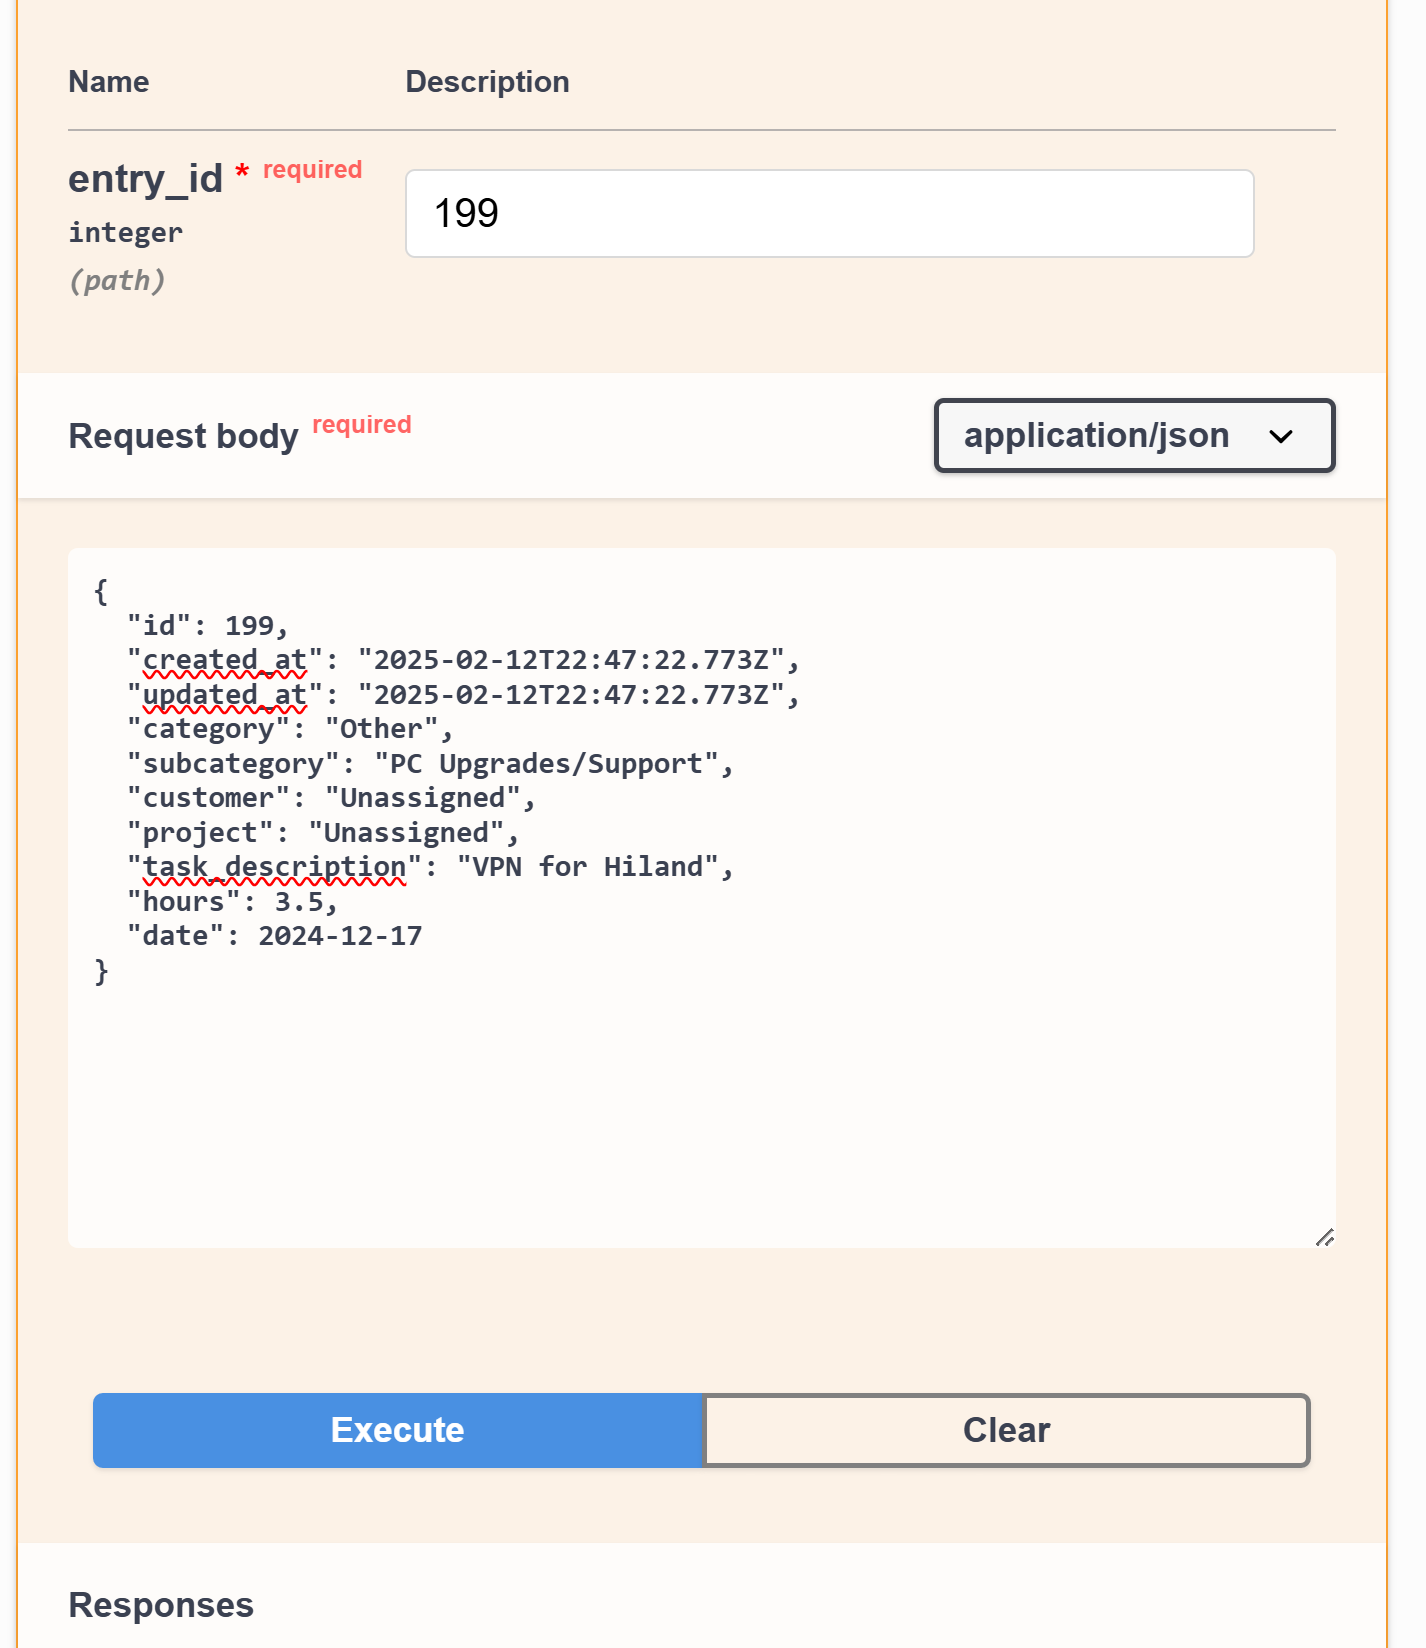 Name Description
entry_id * required
integer
(path)
199
Request body required
application/json
{
  "id": 199,
  "created_at": "2025-02-12T22:47:22.773Z",
  "updated_at": "2025-02-12T22:47:22.773Z",
  "category": "Other",
  "subcategory": "PC Upgrades/Support",
  "customer": "Unassigned",
  "project": "Unassigned",
  "task_description": "VPN for Hiland",
  "hours": 3.5,
  "date": 2024-12-17
}
Execute Clear
Responses